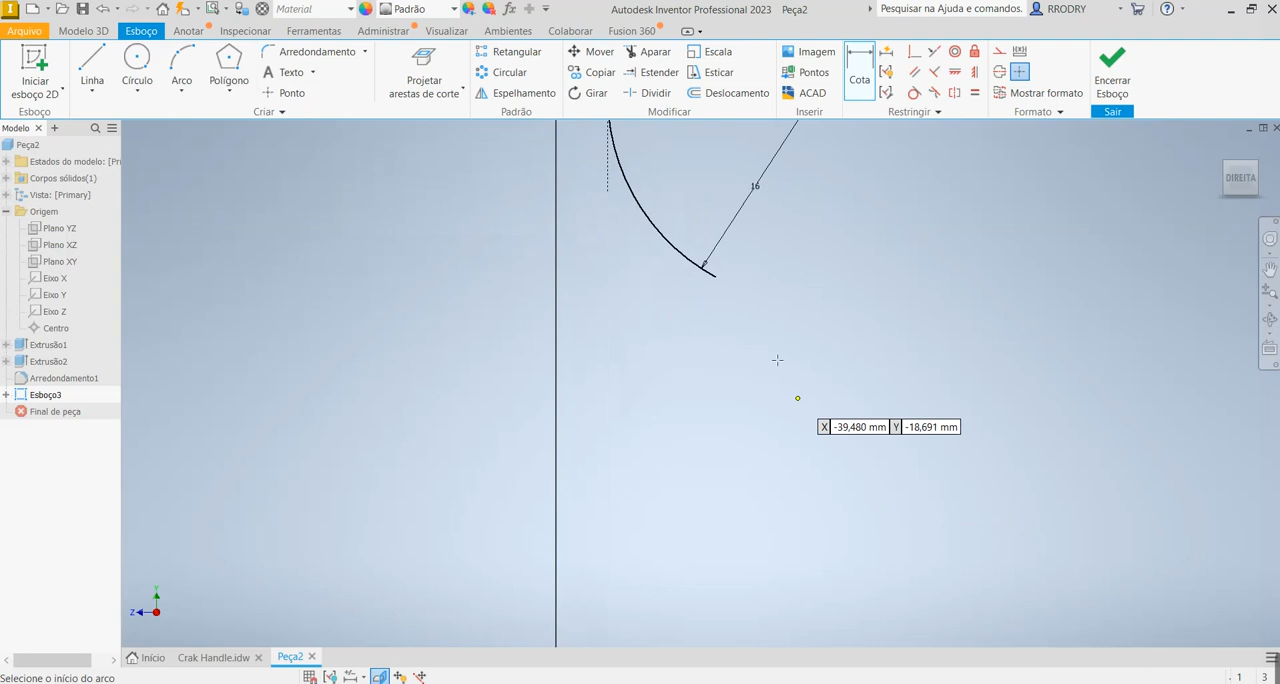 Material
Padrão
Autodesk Inventor Professional 2023 Peça2
Pesquisar na Ajuda e comandos.
RRODRY
Arquivo
Modelo 3D
Esboço
Anotar
Inspecionar
Ferramentas
Administrar
Visualizar
Ambientes
Colaborar
Fusion 360
Iniciar
esboço 2D
Linha
Círculo
Arco
Polígono
Arredondamento
Texto
Ponto
Projetar
arestas de corte
Retangular
Circular
Espelhamento
Mover
Copiar
Girar
Aparar
Estender
Dividir
Escala
Esticar
Deslocamento
Imagem
Pontos
ACAD
Cota
Mostrar formato
Encerrar
Esboço
Esboço
Criar
Padrão
Modificar
Inserir
Restringir
Formato
Sair
Modelo
DIREITA
Peça2
Estados do modelo: [Pri
Corpos sólidos(1)
Vista: [Primary]
Origem
Plano YZ
Plano XZ
Plano XY
Eixo X
Eixo Y
Eixo Z
Centro
Extrusão1
Extrusão2
Arredondamento1
Esboço3
Final de peça
16
X -39,480 mm Y -18,691 mm
Y
Z
Início
Crak Handle.idw
Peça2
Selecione o início do arco
1 3